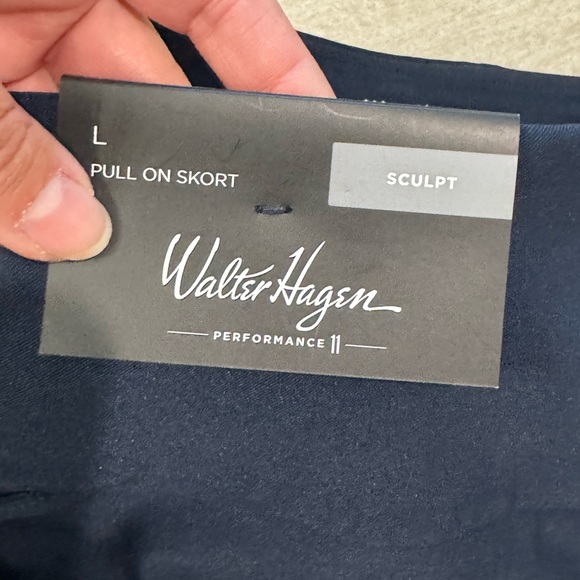 L
PULL ON SKORT
SCULPT
Walter Hagen
PERFORMANCE 11